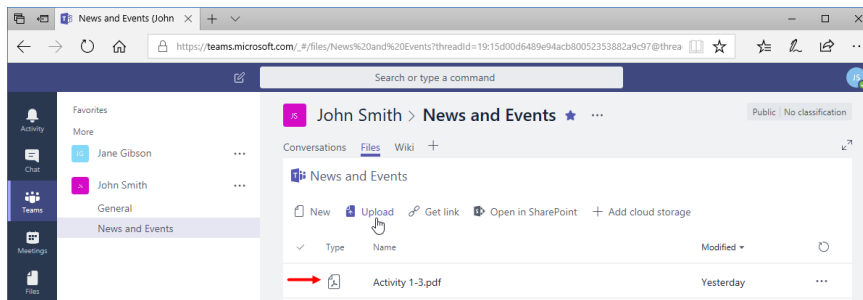 News and Events (John
https://teams.microsoft.com/_#/files/News%20and%20Events?threadId=19:15d00d6489e94acb80052353882a9c97@threa
Search or type a command
JS
Activity
Chat
Teams
Meetings
Files
Favorites
More
JG Jane Gibson
JS John Smith
General
News and Events
JS John Smith > News and Events
Public No classification
Conversations Files Wiki
News and Events
New Upload Get link Open in SharePoint Add cloud storage
Type Name Modified
Activity 1-3.pdf Yesterday